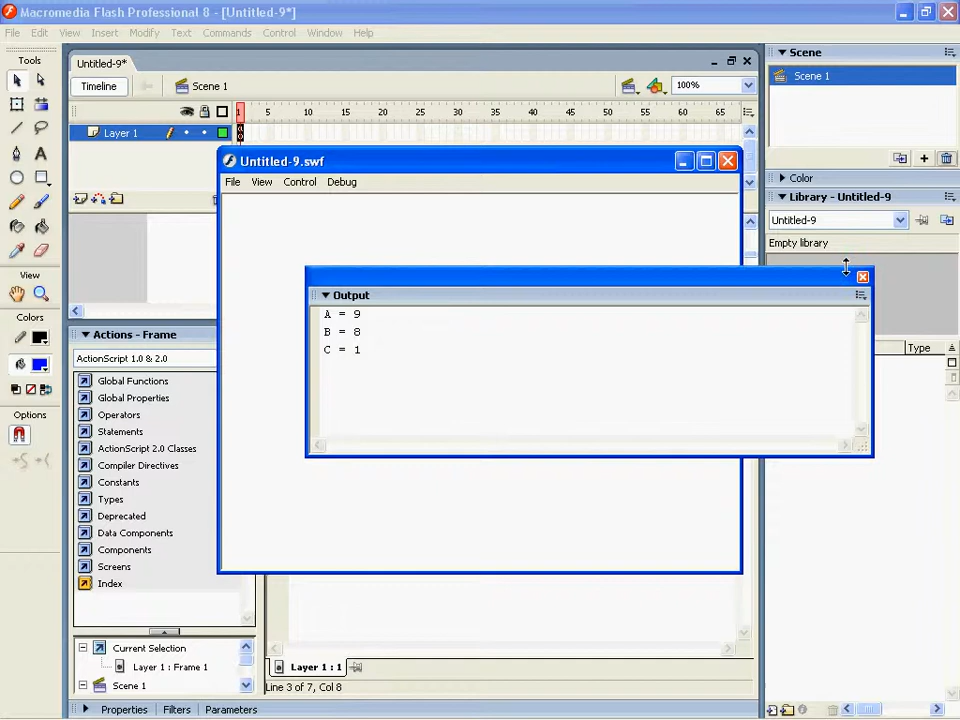 Macromedia Flash Professional 8 - [Untitled-9*]
File Edit View Insert Modify Text Commands Control Window Help
Tools
View
Colors
Options
Untitled-9*
Timeline
Scene 1
100%
1 5 10 15 20 25 30 35 40 45 50 55 60 65
Layer 1
Untitled-9.swf
File View Control Debug
Output
A = 9
B = 8
C = 1
Actions - Frame
ActionScript 1.0 & 2.0
Global Functions
Global Properties
Operators
Statements
ActionScript 2.0 Classes
Compiler Directives
Constants
Types
Deprecated
Data Components
Components
Screens
Index
Current Selection
Layer 1 : Frame 1
Scene 1
Layer 1 : 1
Line 3 of 7, Col 8
Properties Filters Parameters
Scene
Scene 1
Color
Library - Untitled-9
Untitled-9
Empty library
Type